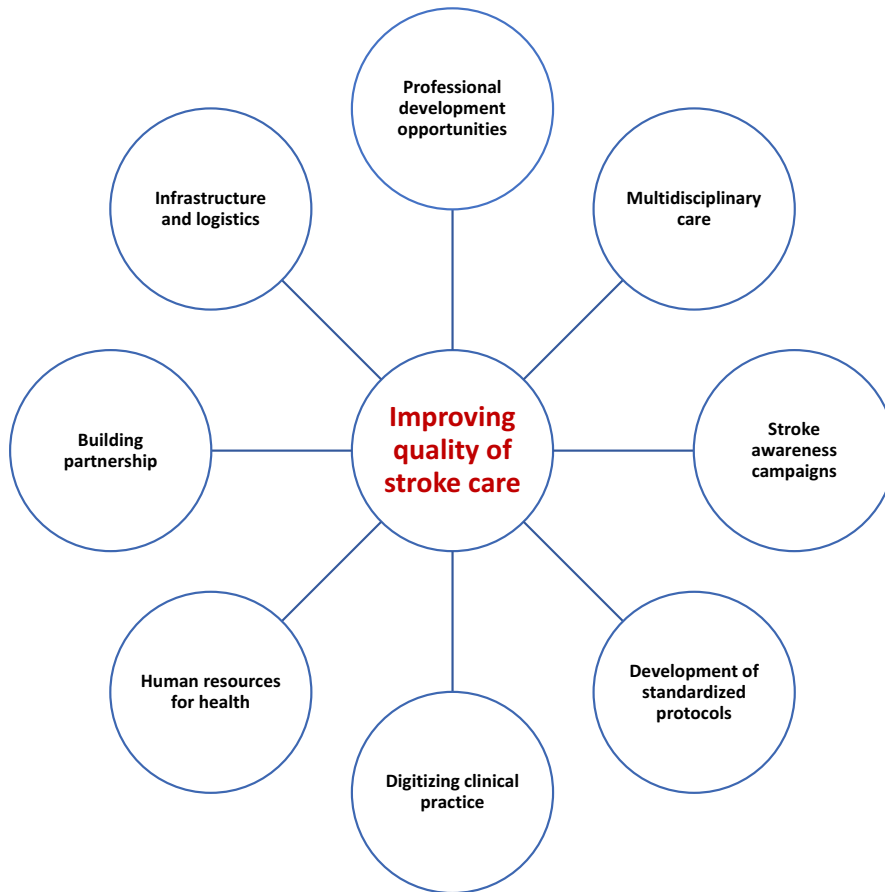 Professional
development
opportunities
Infrastructure
and logistics
Multidisciplinary
care
Building
partnership
Improving
quality of
stroke care
Stroke
awareness
campaigns
Human resources
for health
Development of
standardized
protocols
Digitizing clinical
practice